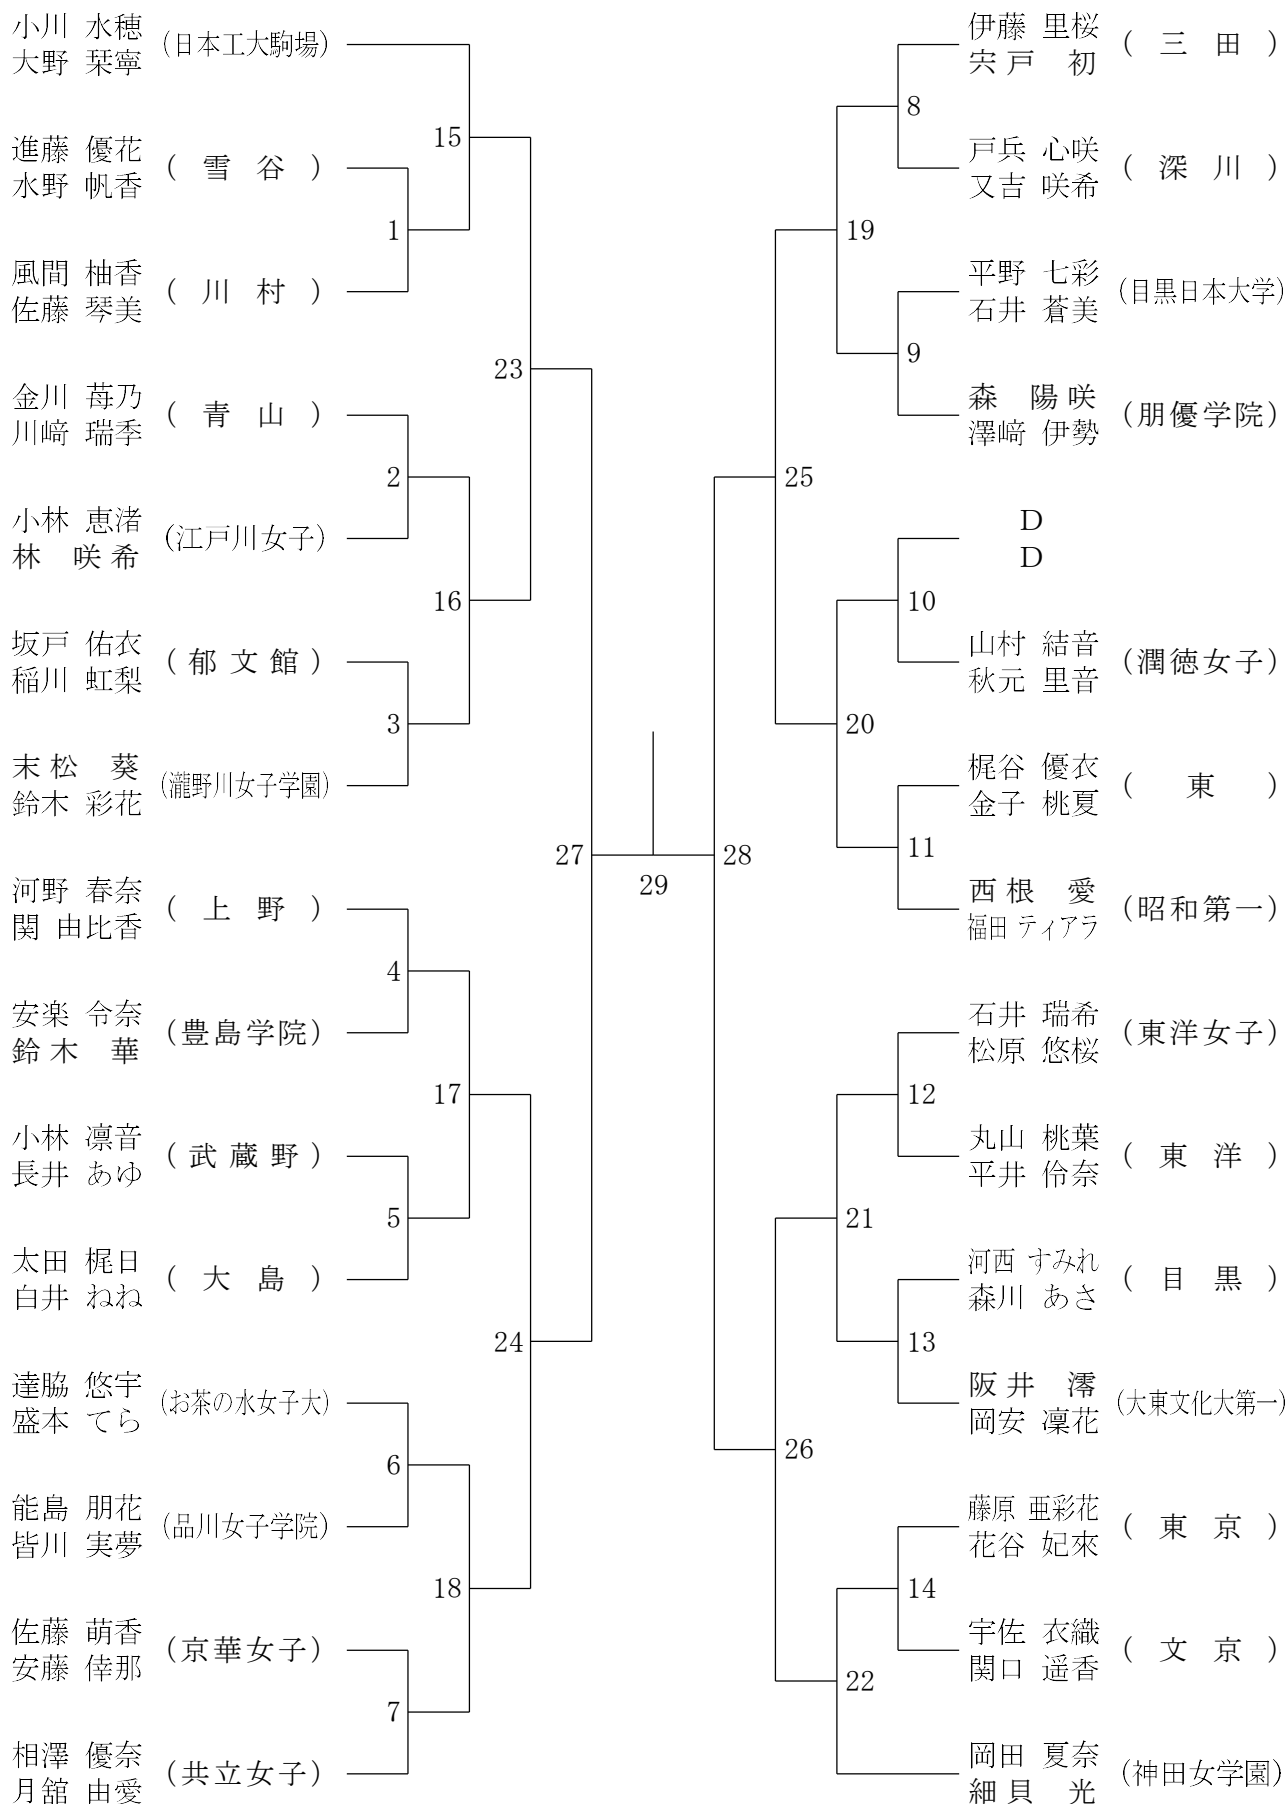 小川 水穂
大野 栞寧
(日本工大駒場)
進藤 優花
水野 帆香
(雪谷)
風間 柚香
佐藤 琴美
(川村)
金川 苺乃
川﨑 瑞季
(青山)
小林 恵渚
林 咲希
(江戸川女子)
坂戸 佑衣
稲川 虹梨
(郁文館)
末松 葵
鈴木 彩花
(瀧野川女子学園)
河野 春奈
関 由比香
(上野)
安楽 令奈
鈴木 華
(豊島学院)
小林 凛音
長井 あゆ
(武蔵野)
太田 梶日
白井 ねね
(大島)
達脇 悠宇
盛本 てら
(お茶の水女子大)
能島 朋花
皆川 実夢
(品川女子学院)
佐藤 萌香
安藤 倖那
(京華女子)
相澤 優奈
月舘 由愛
(共立女子)
15
1
23
2
16
3
27
4
17
5
24
6
18
7
29
28
伊藤 里桜
宍戸 初
(三田)
戸兵 心咲
又吉 咲希
(深川)
平野 七彩
石井 蒼美
(目黒日本大学)
森 陽咲
澤﨑 伊勢
(朋優学院)
D
D
山村 結音
秋元 里音
(潤徳女子)
梶谷 優衣
金子 桃夏
(東)
西根 愛
福田 ティアラ
(昭和第一)
石井 瑞希
松原 悠桜
(東洋女子)
丸山 桃葉
平井 伶奈
(東洋)
河西 すみれ
森川 あさ
(目黒)
阪井 澪
岡安 凜花
(大東文化大第一)
藤原 亜彩花
花谷 妃來
(東京)
宇佐 衣織
関口 遥香
(文京)
岡田 夏奈
細貝 光
(神田女学園)
8
19
9
25
10
20
11
12
21
13
26
14
22